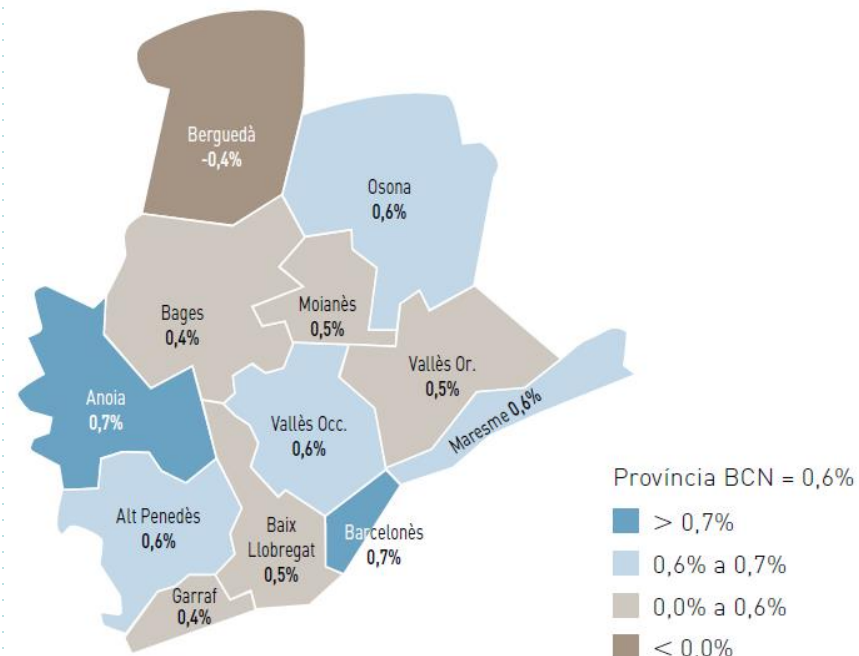 Berguedà
-0,4%
Osona
0,6%
Bages
0,4%
Moianès
0,5%
Vallès Or.
0,5%
Maresme 0,6%
Anoia
0,7%
Vallès Occ.
0,6%
Alt Penedès
0,6%
Baix
Llobregat
0,5%
Barcelonès
0,7%
Garraf
0,4%
Província BCN = 0,6%
> 0,7%
0,6% a 0,7%
0,0% a 0,6%
< 0,0%